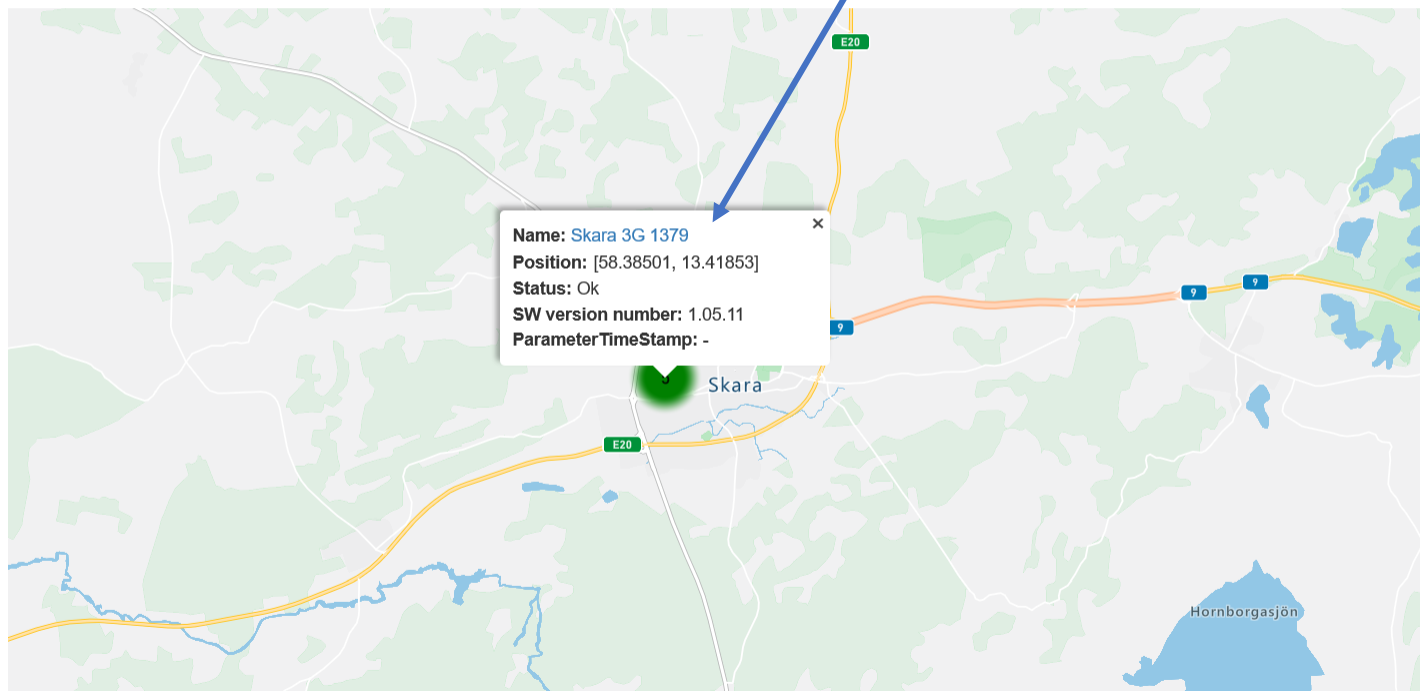 E20
Name: Skara 3G 1379
×
Position: [58.38501, 13.41853]
Status: Ok
SW version number: 1.05.11
ParameterTimeStamp: -
9
9
9
Skara
E20
Hornborgasjön